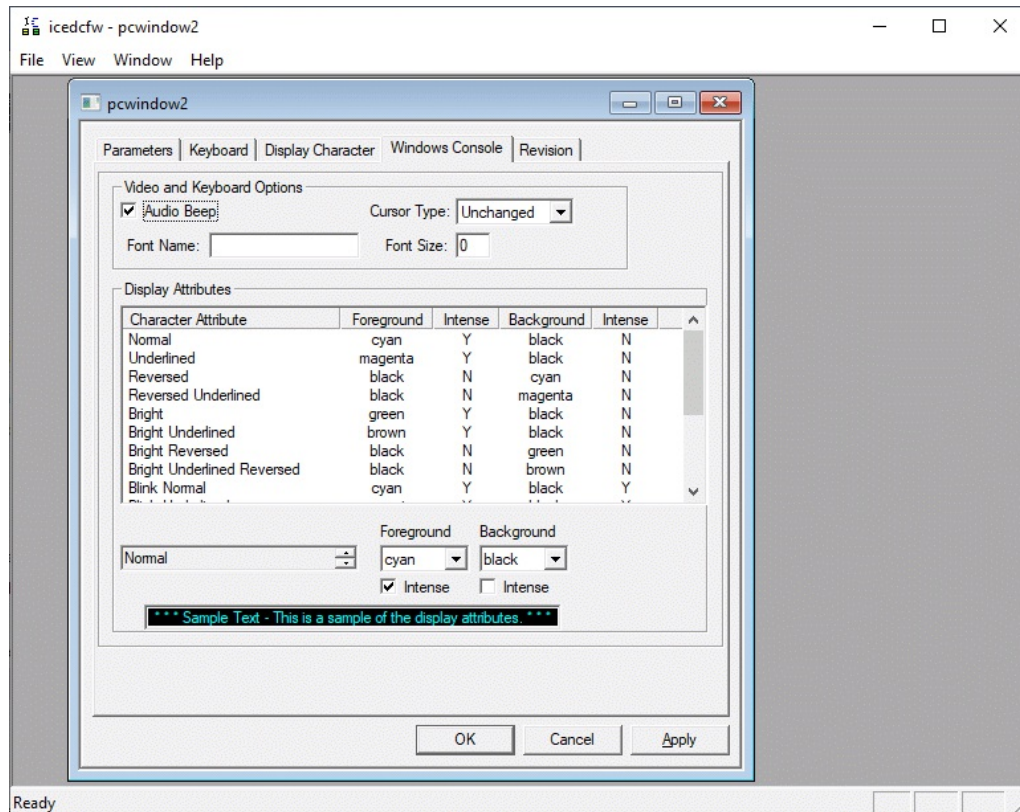 icedcfw - pcwindow2
File View Window Help
pcwindow2
Parameters Keyboard Display Character Windows Console Revision
Video and Keyboard Options
Audio Beep Cursor Type: Unchanged
Font Name: Font Size: 0
Display Attributes
Character Attribute Foreground Intense Background Intense
Normal cyan Y black N
Underlined magenta Y black N
Reversed black N cyan N
Reversed Underlined black N magenta N
Bright green Y black N
Bright Underlined brown Y black N
Bright Reversed black N green N
Bright Underlined Reversed black N brown N
Blink Normal cyan Y black Y
Foreground Background
Normal cyan black
Intense Intense
* * * Sample Text - This is a sample of the display attributes. * * *
OK Cancel Apply
Ready